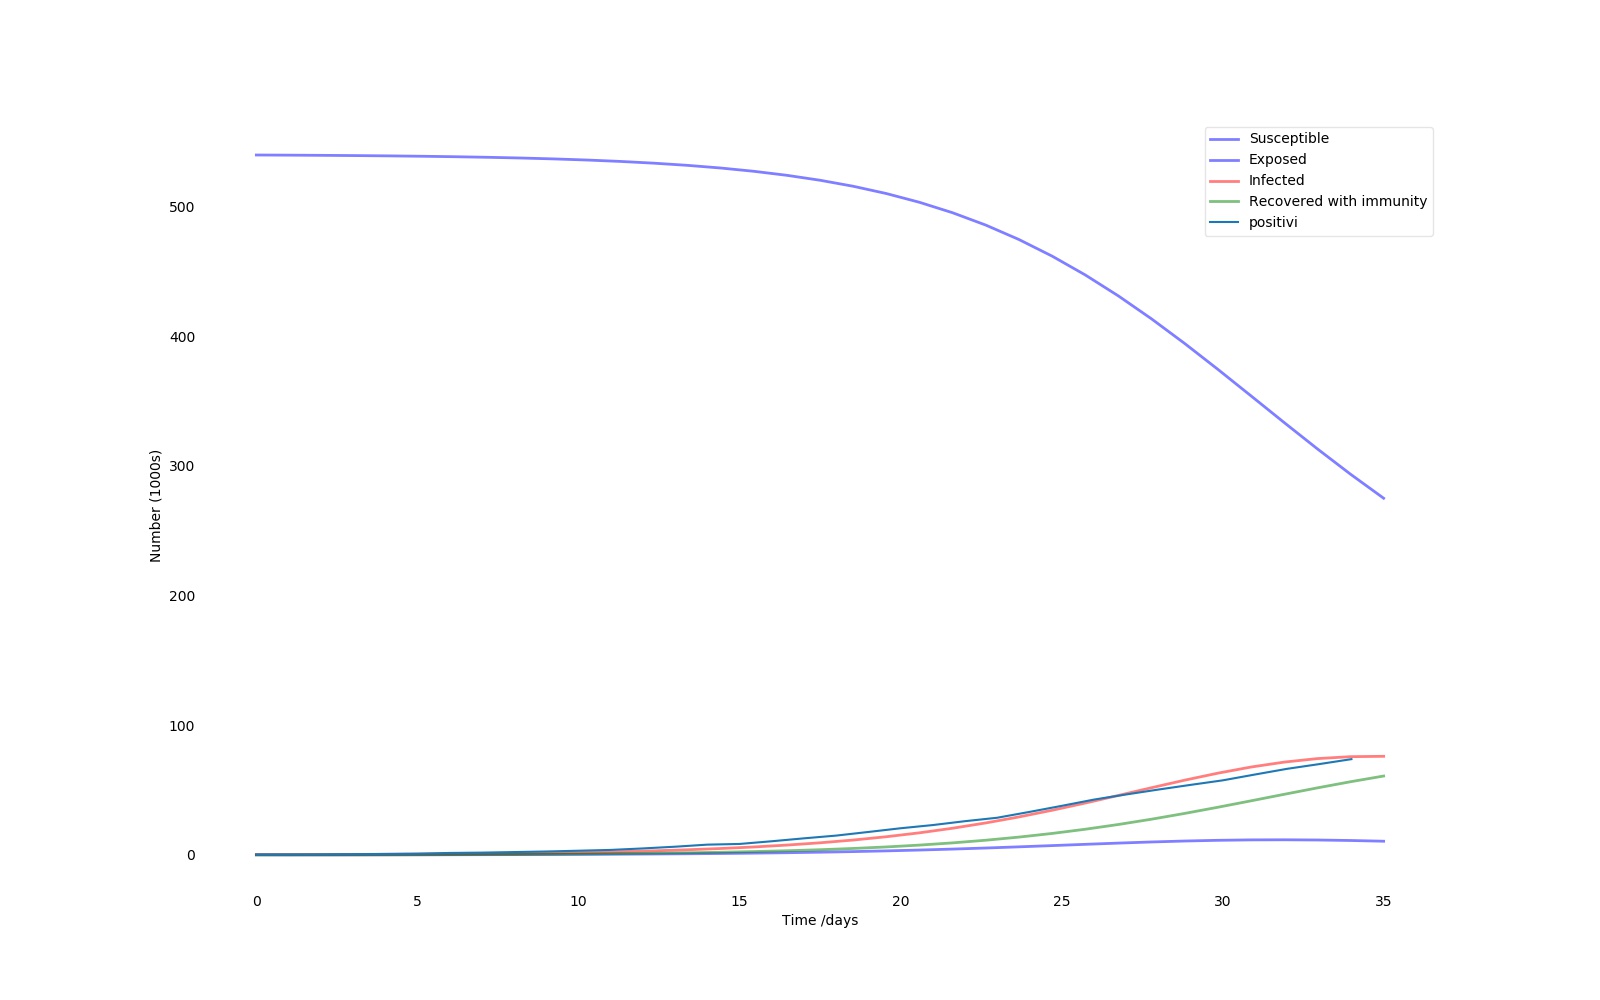 Susceptible
Exposed
Infected
Recovered with immunity
positivi
500
400
300
200
100
0
Number (1000s)
0 5 10 15 20 25 30 35
Time /days